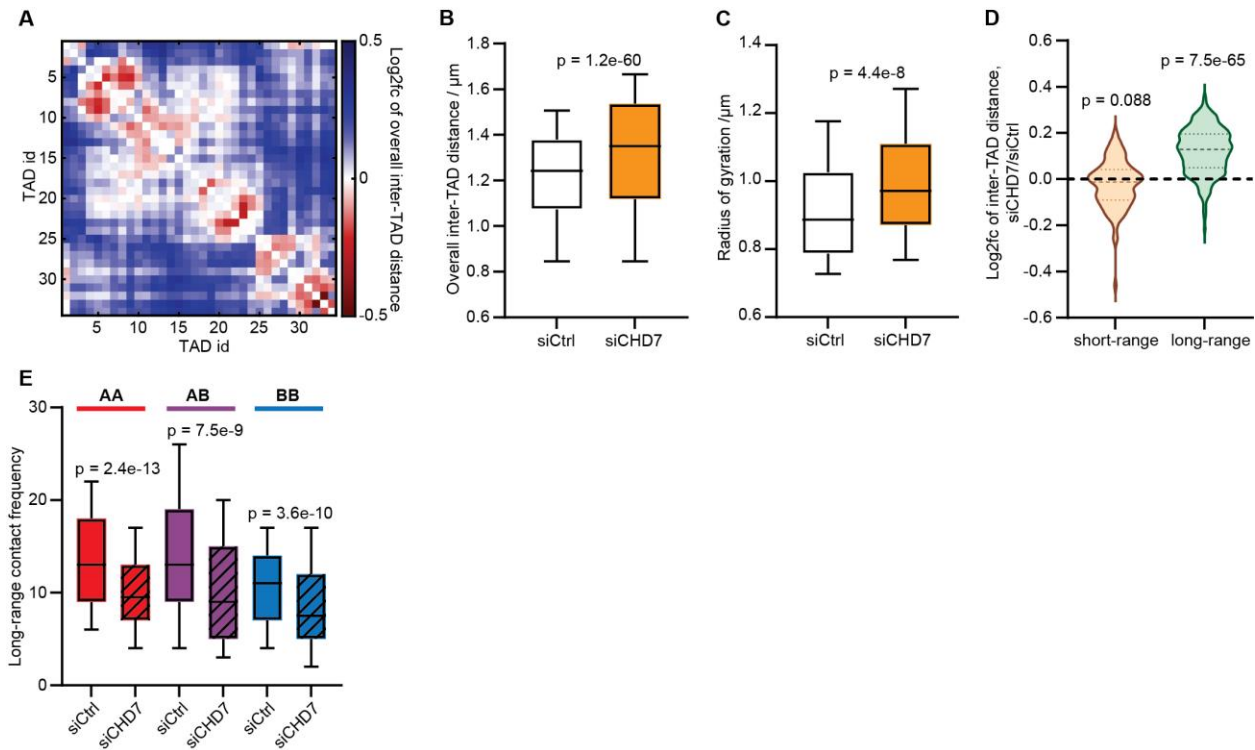 A
0.5
0
-0.5
Log2fc of overall inter-TAD distance
TAD id
5
10
15
20
25
30
5 10 15 20 25 30
TAD id
B
1.8
1.6
1.4
1.2
1.0
0.8
0.6
Overall inter-TAD distance / μm
p = 1.2e-60
siCtrl siCHD7
C
1.4
1.2
1.0
0.8
0.6
Radius of gyration /μm
p = 4.4e-8
siCtrl siCHD7
D
0.6
0.4
0.2
0.0
-0.2
-0.4
-0.6
Log2fc of inter-TAD distance,
siCHD7/siCtrl
p = 0.088
p = 7.5e-65
short-range long-range
E
30
20
10
0
Long-range contact frequency
AA AB BB
p = 2.4e-13
p = 7.5e-9
p = 3.6e-10
siCtrl siCHD7 siCtrl siCHD7 siCtrl siCHD7